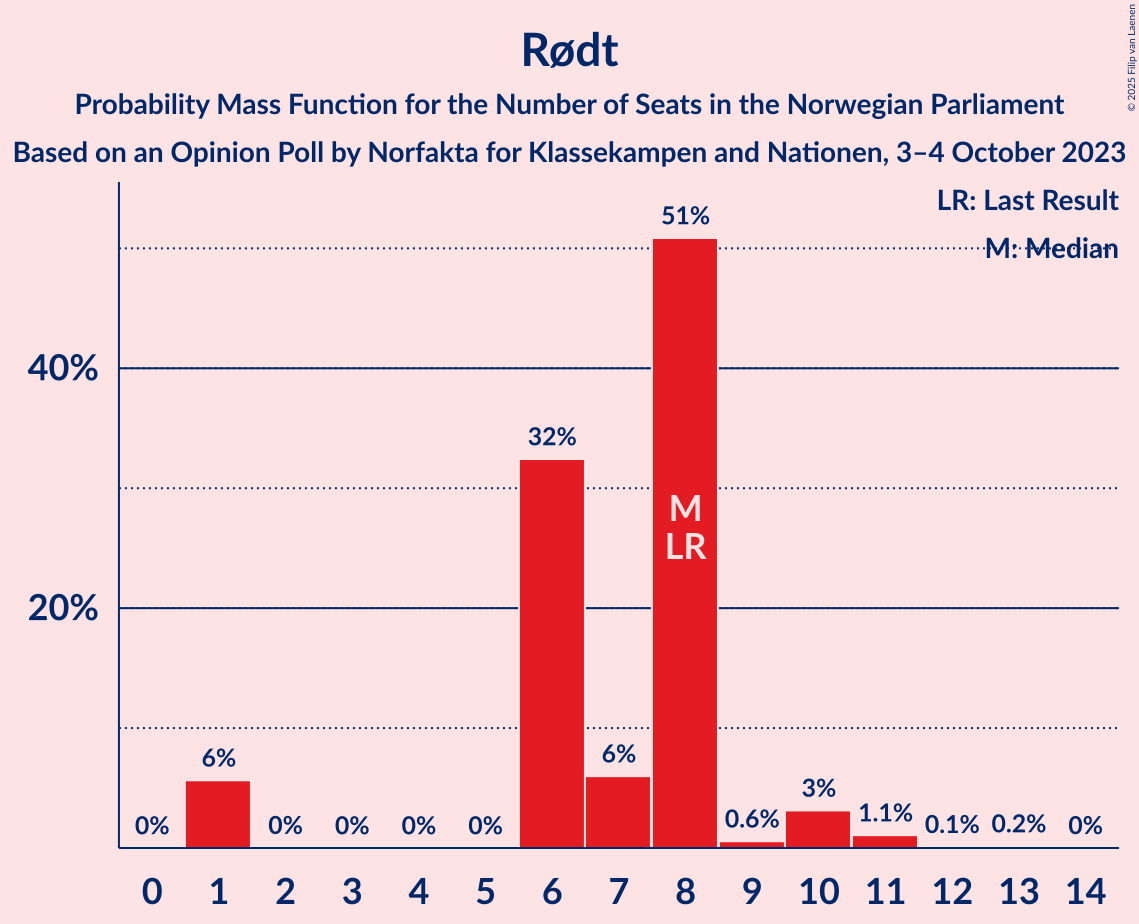 Rødt
Probability Mass Function for the Number of Seats in the Norwegian Parliament
Based on an Opinion Poll by Norfakta for Klassekampen and Nationen, 3–4 October 2023
© 2025 Filip van Laenen
LR: Last Result
M: Median
40%
20%
0%
6%
0%
0%
0%
0%
32%
6%
51%
M
LR
0.6%
3%
1.1%
0.1%
0.2%
0%
0 1 2 3 4 5 6 7 8 9 10 11 12 13 14